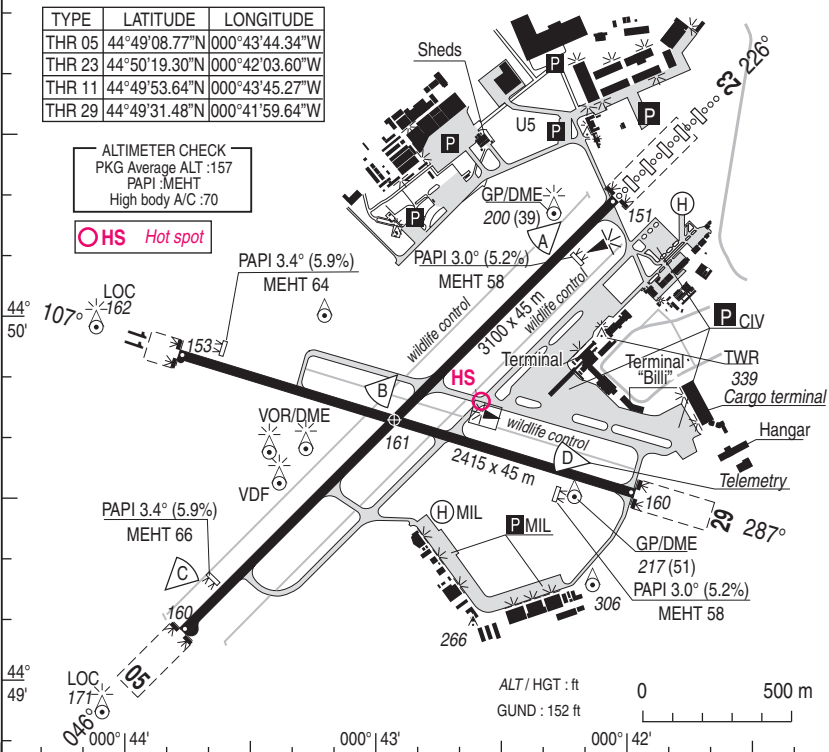 TYPE LATITUDE LONGITUDE
THR 05 44°49'08.77"N 000°43'44.34"W
THR 23 44°50'19.30"N 000°42'03.60"W
THR 11 44°49'53.64"N 000°43'45.27"W
THR 29 44°49'31.48"N 000°41'59.64"W
ALTIMETER CHECK
PKG Average ALT :157
PAPI :MEHT
High body A/C :70
HS Hot spot
Sheds
P
P
P
P
P
U5
23
226°
GP/DME
200 (39)
151
H
A
PAPI 3.0° (5.2%)
MEHT 58
PAPI 3.4° (5.9%)
MEHT 64
LOC
162
44°
50'
107°
11
153
wildlife control
3100 x 45 m
wildlife control
P CIV
Terminal
Terminal
"Billi"
TWR
339
Cargo terminal
HS
B
VOR/DME
161
wildlife control
Hangar
2415 x 45 m
D
Telemetry
VDF
160
29
287°
PAPI 3.4° (5.9%)
MEHT 66
H MIL
P MIL
GP/DME
217 (51)
PAPI 3.0° (5.2%)
MEHT 58
C
306
160
266
44°
49'
LOC
171
05
046°
ALT / HGT : ft
GUND : 152 ft
0 500 m
000° 44'
000° 43'
000° 42'